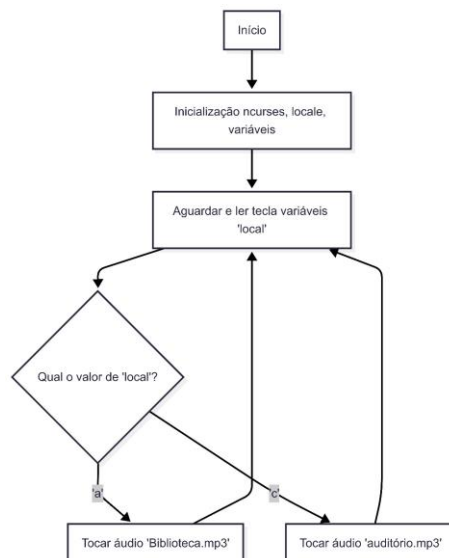 Início
Inicialização ncurses, locale,
variáveis
Aguardar e ler tecla variáveis
'local'
Qual o valor de 'local'?
'a'
'c'
Tocar áudio 'Biblioteca.mp3'
Tocar áudio 'auditório.mp3'